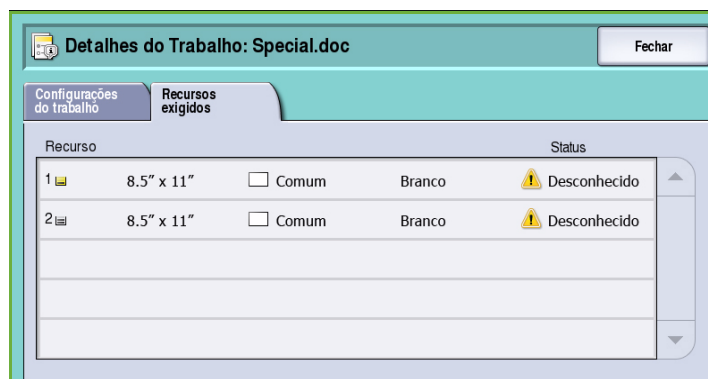 Detalhes do Trabalho: Special.doc
Fechar
Configurações
do trabalho
Recursos
exigidos
Recurso Status
1 8.5" x 11" Comum Branco Desconhecido
2 8.5" x 11" Comum Branco Desconhecido